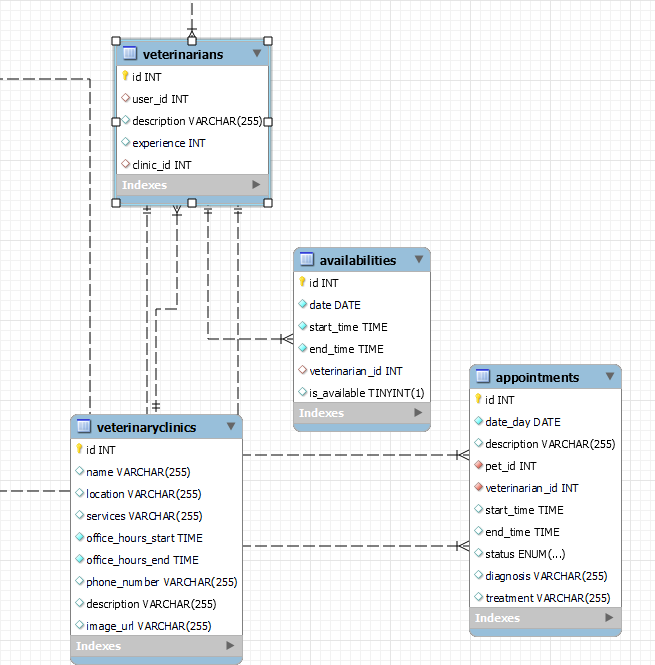 veterinarians
id INT
user_id INT
description VARCHAR(255)
experience INT
clinic_id INT
Indexes
availabilities
id INT
date DATE
start_time TIME
end_time TIME
veterinarian_id INT
is_available TINYINT(1)
Indexes
appointments
id INT
date_day DATE
description VARCHAR(255)
pet_id INT
veterinarian_id INT
start_time TIME
end_time TIME
status ENUM(...)
diagnosis VARCHAR(255)
treatment VARCHAR(255)
Indexes
veterinaryclinics
id INT
name VARCHAR(255)
location VARCHAR(255)
services VARCHAR(255)
office_hours_start TIME
office_hours_end TIME
phone_number VARCHAR(255)
description VARCHAR(255)
image_url VARCHAR(255)
Indexes